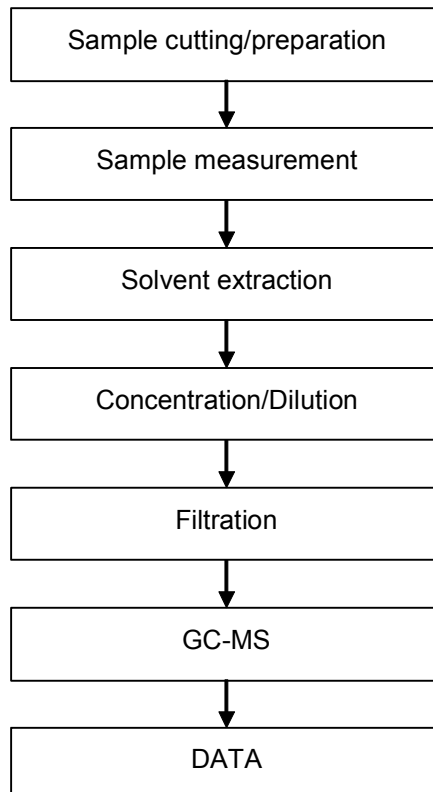 Sample cutting/preparation
Sample measurement
Solvent extraction
Concentration/Dilution
Filtration
GC-MS
DATA